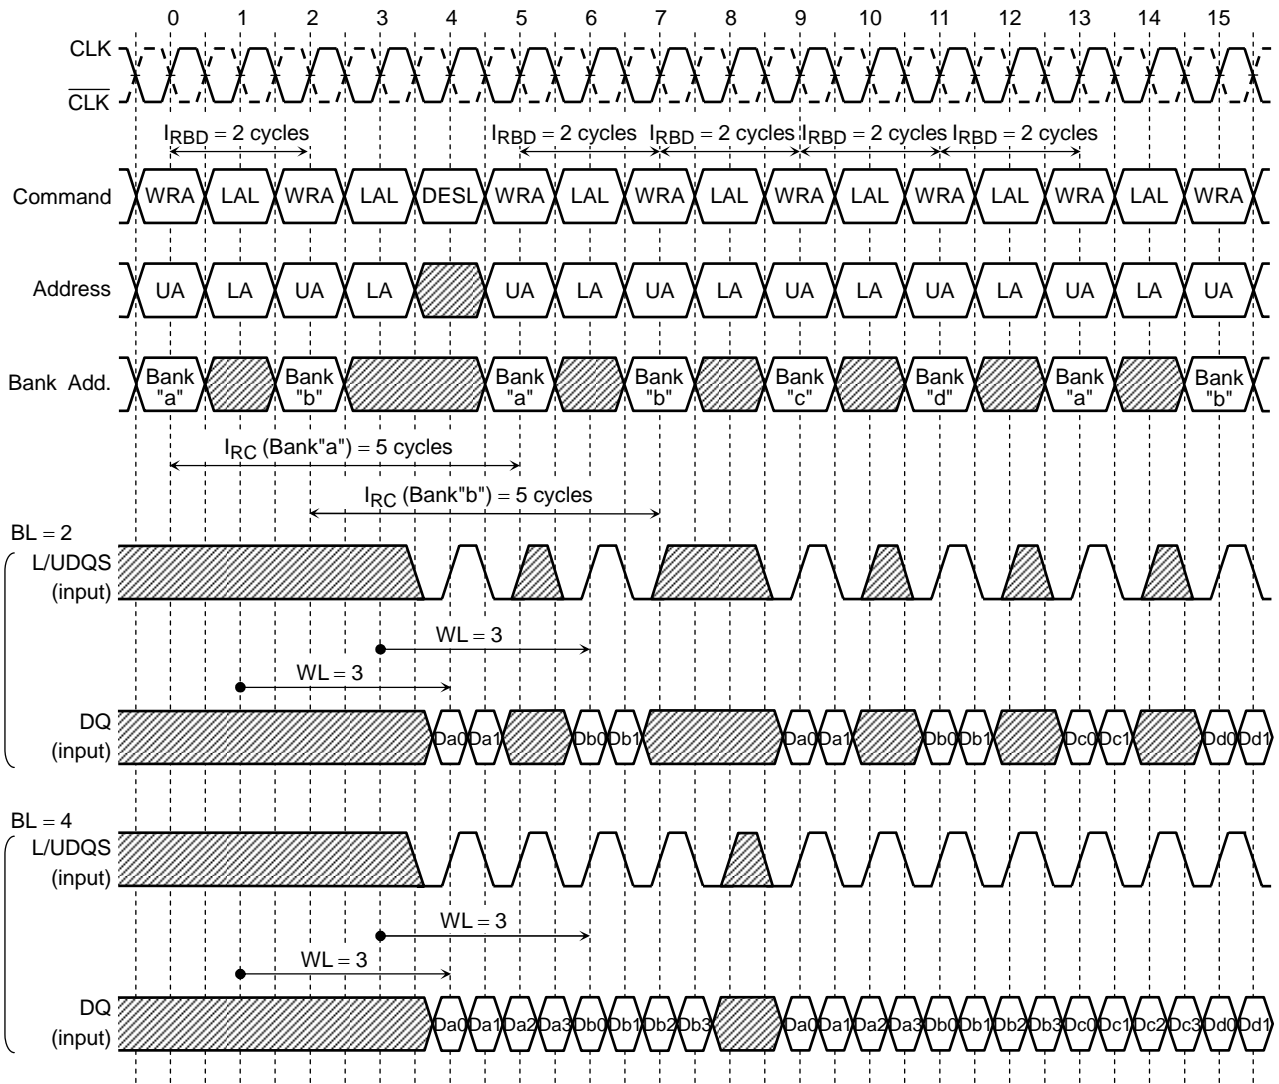 0 1 2 3 4 5 6 7 8 9 10 11 12 13 14 15
CLK
CLK
IRBD = 2 cycles IRBD = 2 cycles IRBD = 2 cycles IRBD = 2 cycles IRBD = 2 cycles
Command WRA LAL WRA LAL DESL WRA LAL WRA LAL WRA LAL WRA LAL WRA LAL WRA
Address UA LA UA LA UA LA UA LA UA LA UA LA UA LA UA
Bank Add. Bank "a" Bank "b" Bank "a" Bank "b" Bank "c" Bank "d" Bank "a" Bank "b"
IRC (Bank"a") = 5 cycles
IRC (Bank"b") = 5 cycles
BL = 2
L/UDQS
(input)
WL = 3
WL = 3
DQ
(input)
Da0 Da1 Db0 Db1 Da0 Da1 Db0 Db1 Dc0 Dc1 Dd0 Dd1
BL = 4
L/UDQS
(input)
WL = 3
WL = 3
DQ
(input)
Da0 Da1 Da2 Da3 Db0 Db1 Db2 Db3 Da0 Da1 Da2 Da3 Db0 Db1 Db2 Db3 Dc0 Dc1 Dc2 Dc3 Dd0 Dd1